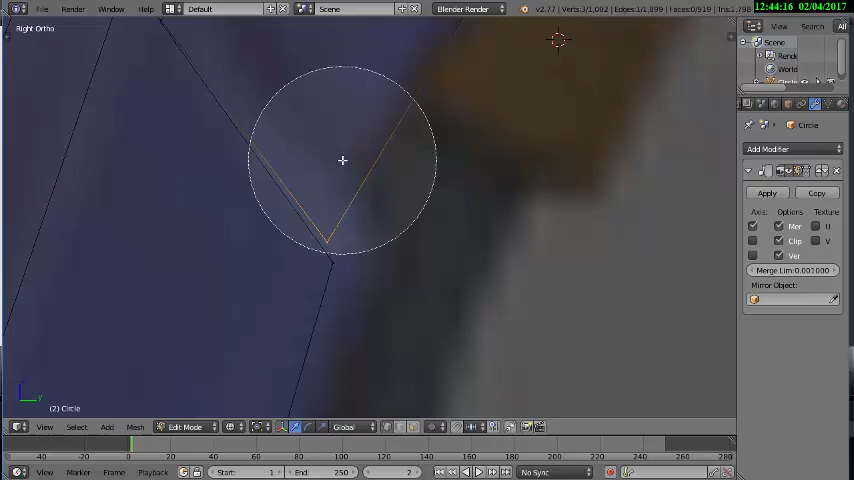 File Render Window Help Default Scene Blender Render v2.77 | Verts:3/1,002 | Edges:1/1,899 | Faces:0/919 | Tris:1,798
12:44:16 02/04/2017
Right Ortho
View Search All
Scene
Rende
World
Circle
Circle
Add Modifier
Apply Copy
Axis: Options Texture
Mer U
Clip V
Ver
Merge Lim:0.001000
Mirror Object:
(2) Circle
View Select Add Mesh Edit Mode Global
-40 -20 0 20 40 60 80 100 120 140 160 180 200 220 240 260 280
View Marker Frame Playback Start: 1 End: 250 2 No Sync